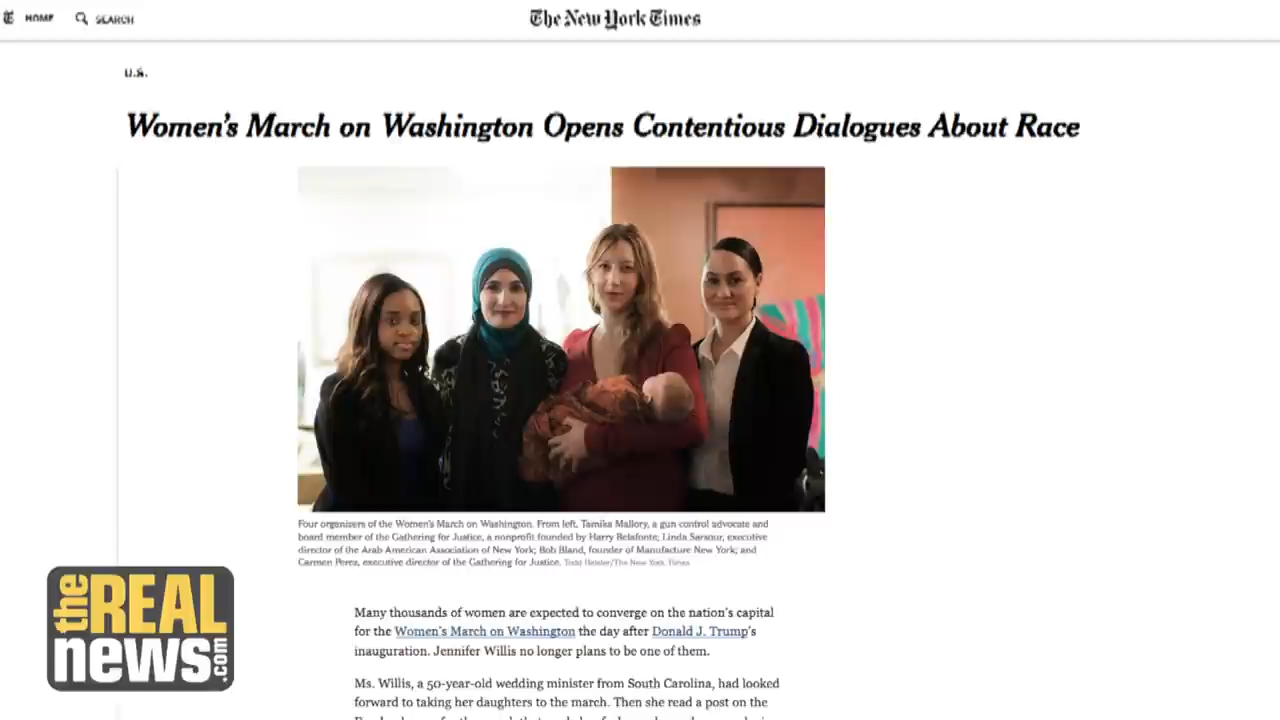 HOME SEARCH The New York Times
U.S.
Women's March on Washington Opens Contentious Dialogues About Race
Four organizers of the Women's March on Washington. From left, Tamika Mallory, a gun control advocate and
board member of the Gathering for Justice, a nonprofit founded by Harry Belafonte; Linda Sarsour, executive
director of the Arab American Association of New York; Bob Bland, founder of Manufacture New York; and
Carmen Perez, executive director of the Gathering for Justice. Todd Heisler/The New York Times
Many thousands of women are expected to converge on the nation's capital
for the Women's March on Washington the day after Donald J. Trump's
inauguration. Jennifer Willis no longer plans to be one of them.
Ms. Willis, a 50-year-old wedding minister from South Carolina, had looked
forward to taking her daughters to the march. Then she read a post on the
the REAL
news.com